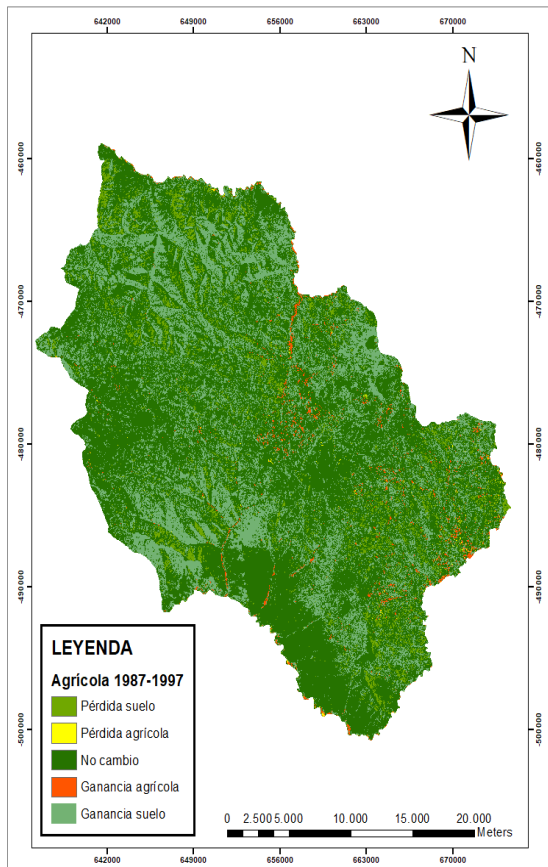 642000 649000 656000 663000 670000
N
-460000 -460000
-470000 -470000
-480000 -480000
-490000 -490000
-500000 -500000
LEYENDA
Agrícola 1987-1997
Pérdida suelo
Pérdida agrícola
No cambio
Ganancia agrícola
Ganancia suelo
0 2.500 5.000 10.000 15.000 20.000
Meters
642000 649000 656000 663000 670000